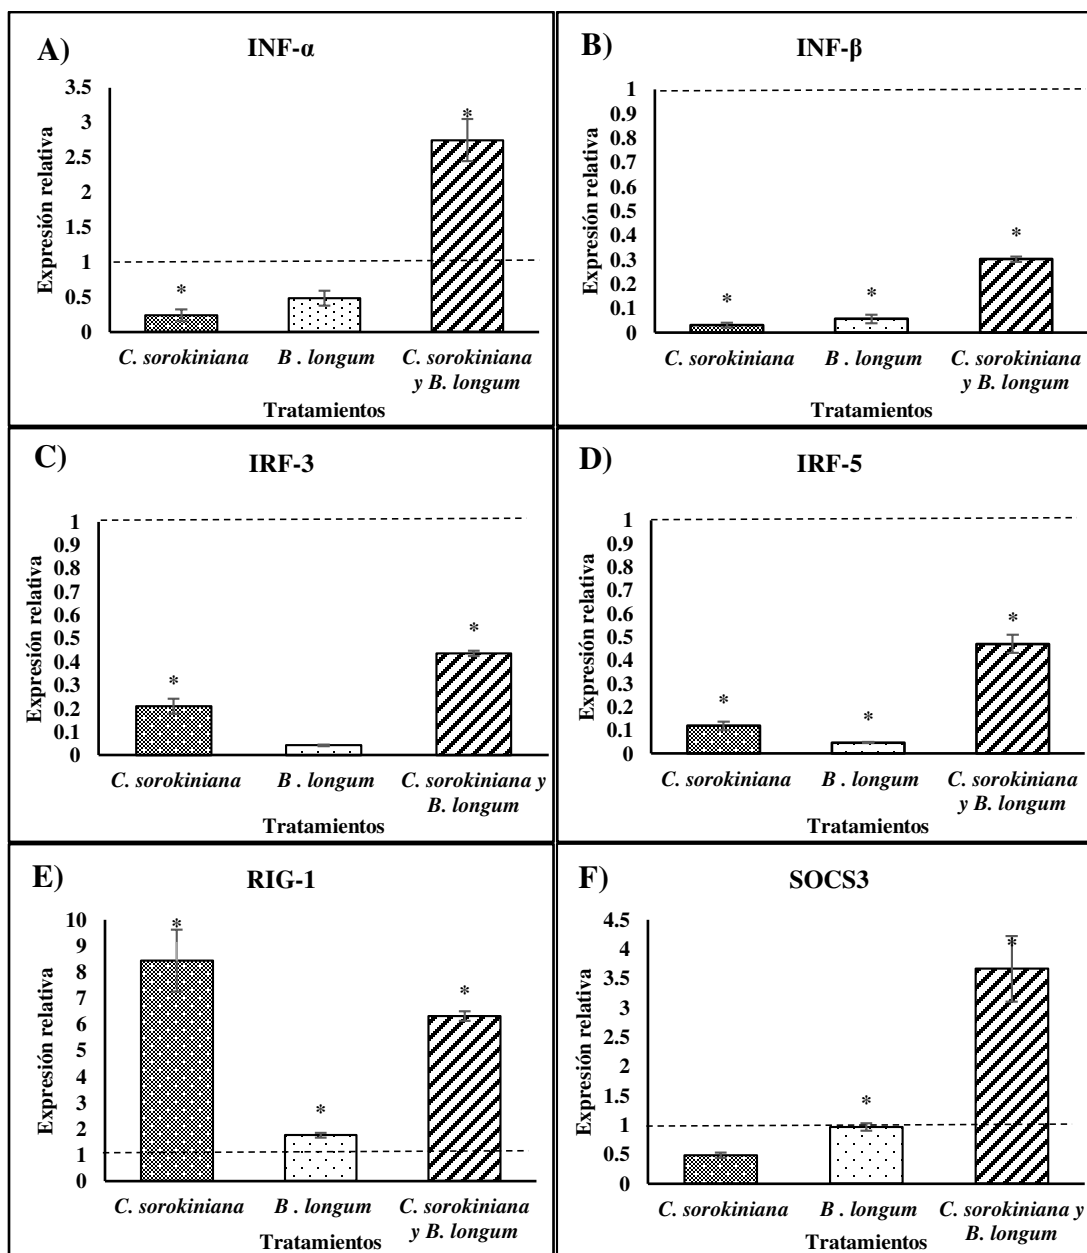 A)
INF-α
3.5
3
2.5
2
1.5
1
0.5
0
Expresión relativa
*
*
C. sorokiniana
B . longum
C. sorokiniana
y B. longum
Tratamientos
B)
INF-β
1
0.9
0.8
0.7
0.6
0.5
0.4
0.3
0.2
0.1
0
Expresión relativa
*
*
*
C. sorokiniana
B . longum
C. sorokiniana
y B. longum
Tratamientos
C)
IRF-3
1
0.9
0.8
0.7
0.6
0.5
0.4
0.3
0.2
0.1
0
Expresión relativa
*
*
C. sorokiniana
B . longum
C. sorokiniana y
B. longum
Tratamientos
D)
IRF-5
1
0.9
0.8
0.7
0.6
0.5
0.4
0.3
0.2
0.1
0
Expresión relativa
*
*
*
C. sorokiniana
B . longum
C. sorokiniana
y B. longum
Tratamientos
E)
RIG-1
10
9
8
7
6
5
4
3
2
1
0
Expresión relativa
*
*
*
C. sorokiniana
B . longum
C. sorokiniana
y B. longum
Tratamientos
F)
SOCS3
4.5
4
3.5
3
2.5
2
1.5
1
0.5
0
Expresión relativa
*
*
C. sorokiniana
B . longum
C. sorokiniana y
B. longum
Tratamientos